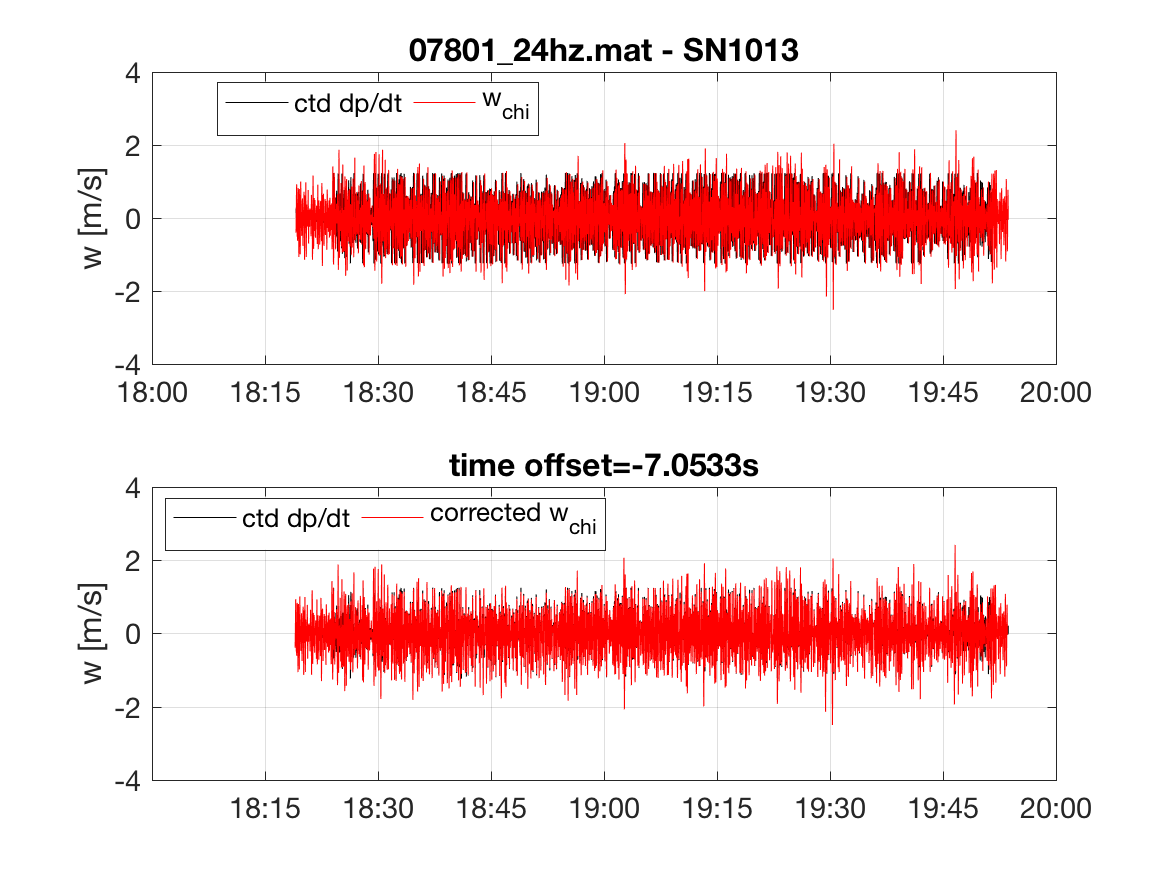 07801_24hz.mat - SN1013
4
2
0
-2
-4
w [m/s]
ctd dp/dt w_chi
18:00 18:15 18:30 18:45 19:00 19:15 19:30 19:45 20:00
time offset=-7.0533s
4
2
0
-2
-4
w [m/s]
ctd dp/dt corrected w_chi
18:15 18:30 18:45 19:00 19:15 19:30 19:45 20:00